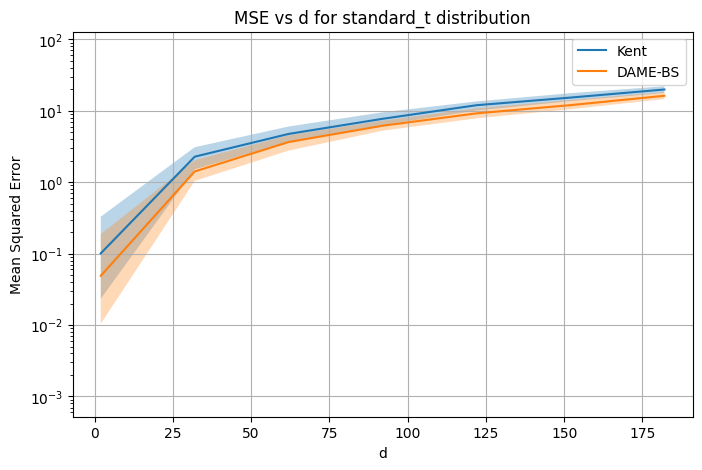 MSE vs d for standard_t distribution
Kent
DAME-BS
Mean Squared Error
10²
10¹
10⁰
10⁻¹
10⁻²
10⁻³
0 25 50 75 100 125 150 175
d